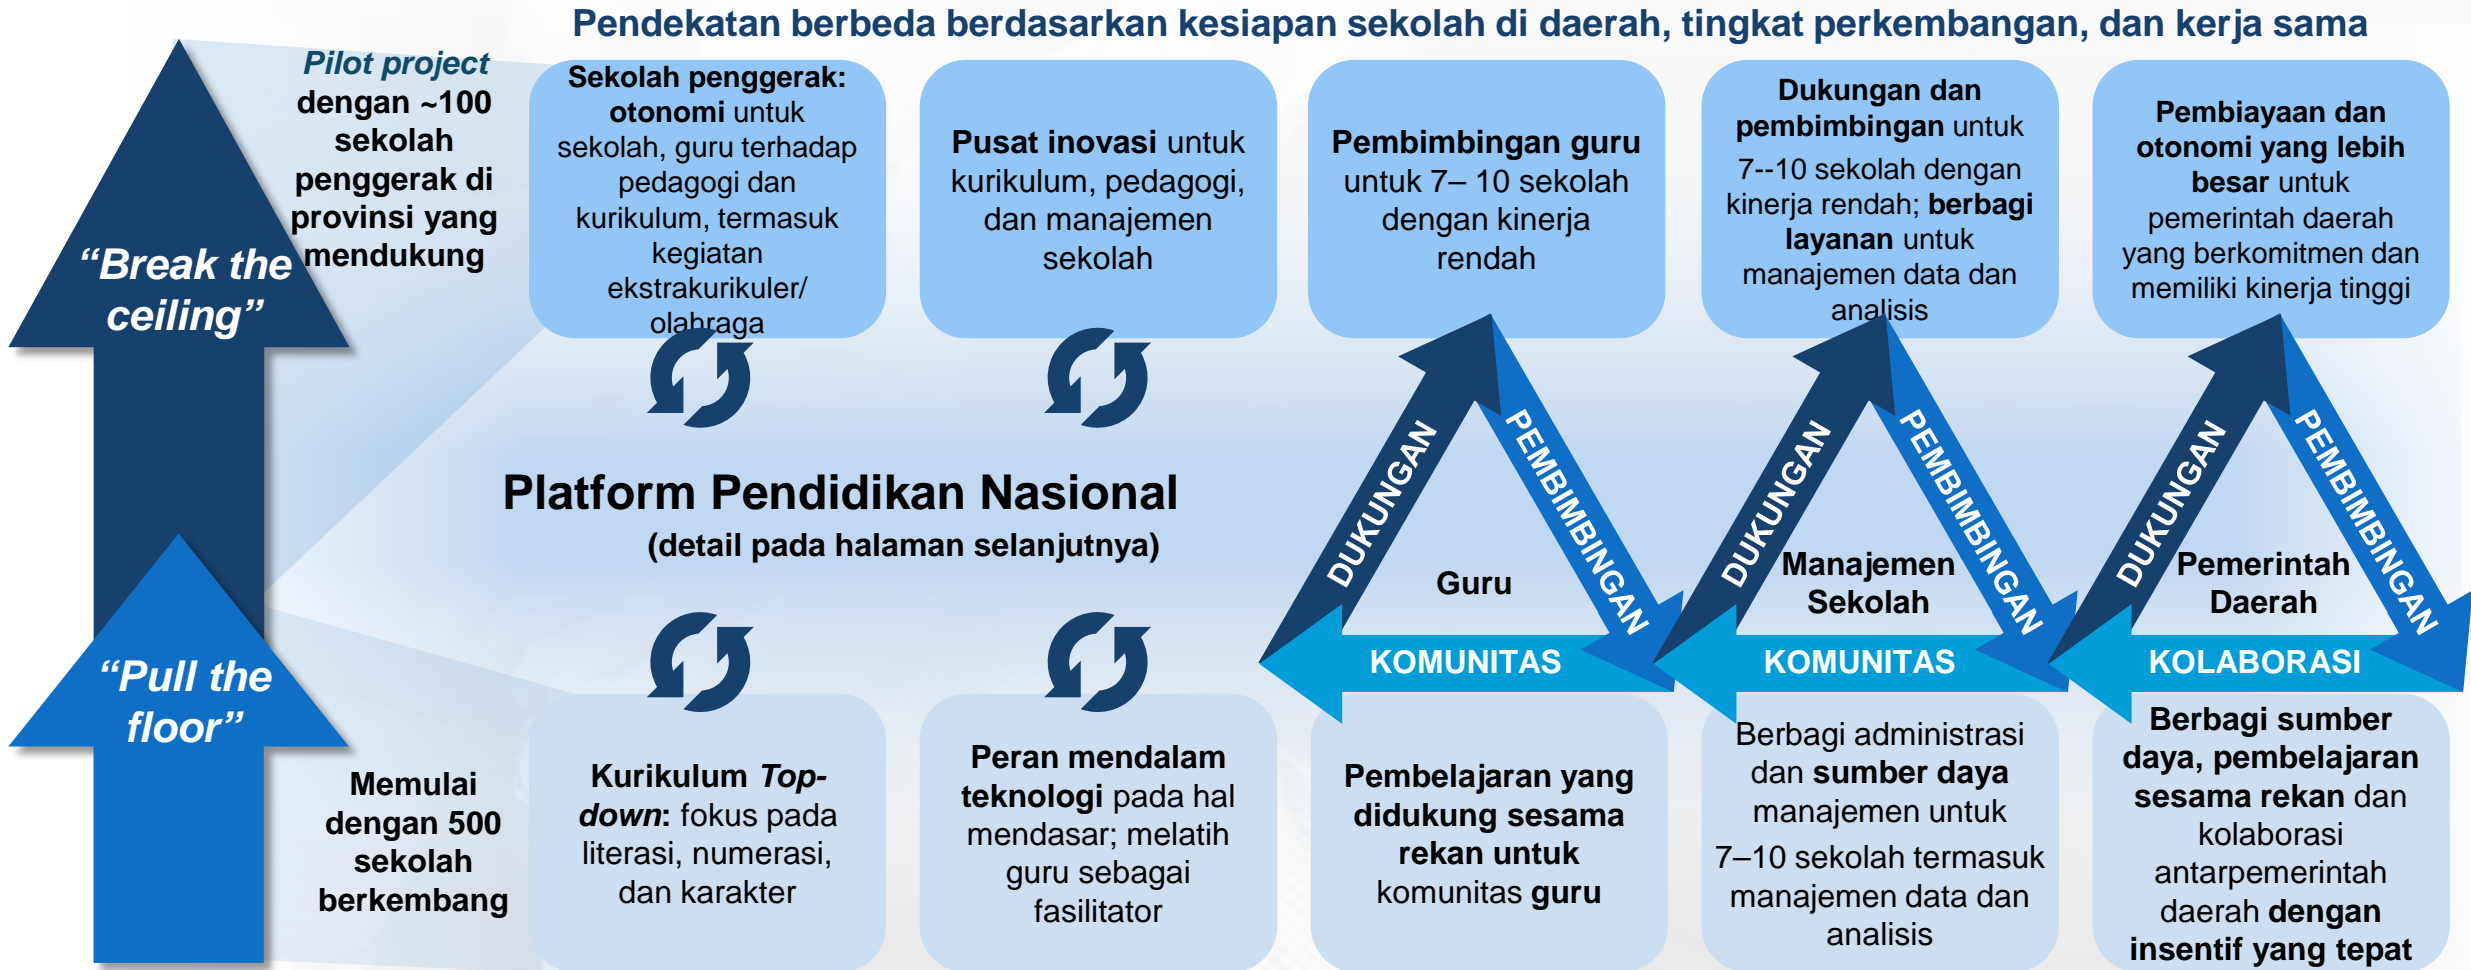 Pendekatan berbeda berdasarkan kesiapan sekolah di daerah, tingkat perkembangan, dan kerja sama
“Break the
ceiling”
Pilot project
dengan ~100
sekolah
penggerak di
provinsi yang
mendukung
Sekolah penggerak:
otonomi untuk
sekolah, guru terhadap
pedagogi dan
kurikulum, termasuk
kegiatan
ekstrakurikuler/
olahraga
Pusat inovasi untuk
kurikulum, pedagogi,
dan manajemen
sekolah
Pembimbingan guru
untuk 7– 10 sekolah
dengan kinerja
rendah
Dukungan dan
pembimbingan untuk
7--10 sekolah dengan
kinerja rendah; berbagi
layanan untuk
manajemen data dan
analisis
Pembiayaan dan
otonomi yang lebih
besar untuk
pemerintah daerah
yang berkomitmen dan
memiliki kinerja tinggi
Platform Pendidikan Nasional
(detail pada halaman selanjutnya)
DUKUNGAN
PEMBIMBINGAN
Guru
KOMUNITAS
DUKUNGAN
PEMBIMBINGAN
Manajemen
Sekolah
KOMUNITAS
DUKUNGAN
PEMBIMBINGAN
Pemerintah
Daerah
KOLABORASI
“Pull the
floor”
Memulai
dengan 500
sekolah
berkembang
Kurikulum Top-
down: fokus pada
literasi, numerasi,
dan karakter
Peran mendalam
teknologi pada hal
mendasar; melatih
guru sebagai
fasilitator
Pembelajaran yang
didukung sesama
rekan untuk
komunitas guru
Berbagi administrasi
dan sumber daya
manajemen untuk
7–10 sekolah termasuk
manajemen data dan
analisis
Berbagi sumber
daya, pembelajaran
sesama rekan dan
kolaborasi
antarpemerintah
daerah dengan
insentif yang tepat